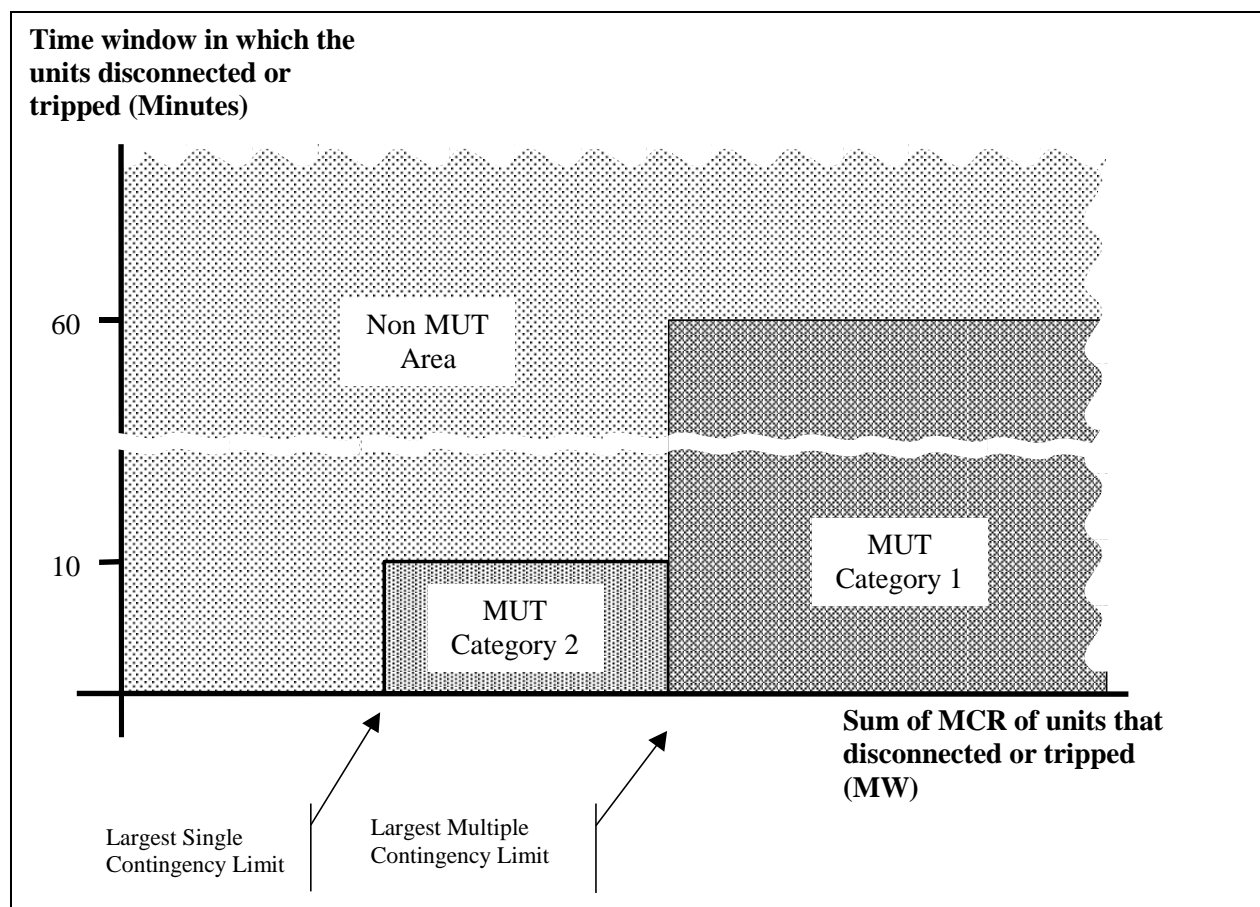 Time window in which the
units disconnected or
tripped (Minutes)
60
Non MUT
Area
10
MUT
Category 2
MUT
Category 1
Sum of MCR of units that
disconnected or tripped
(MW)
Largest Single
Contingency Limit
Largest Multiple
Contingency Limit